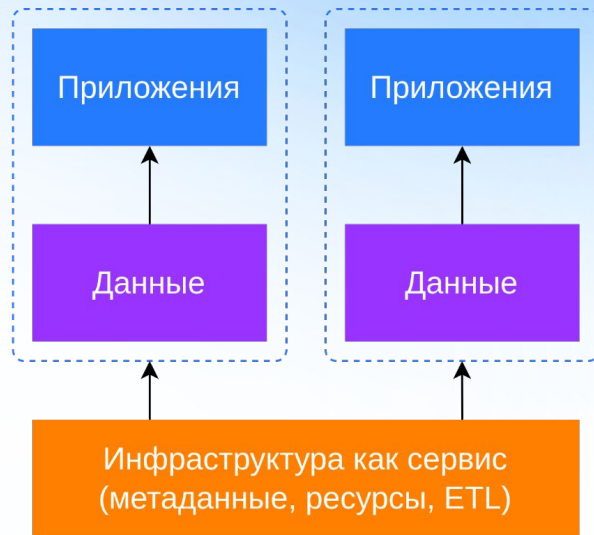 Приложения
Приложения
Данные
Данные
Инфраструктура как сервис
(метаданные, ресурсы, ETL)